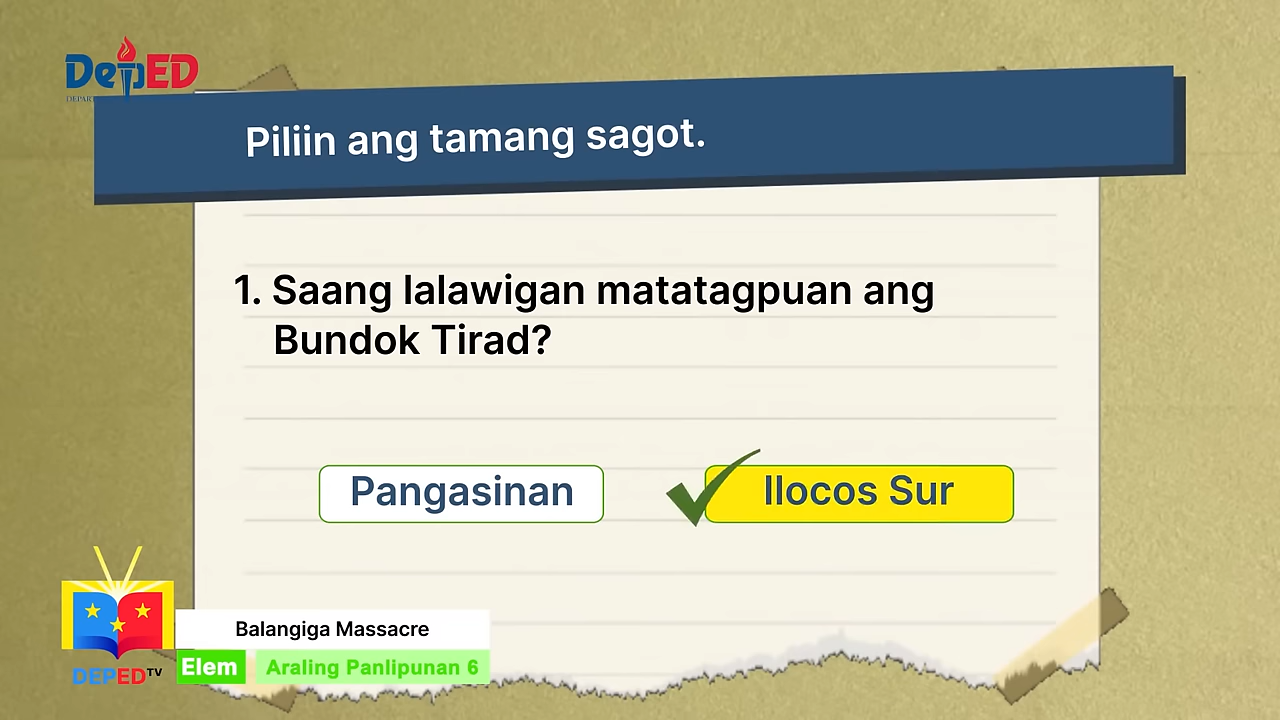 DepED
Piliin ang tamang sagot.
1. Saang lalawigan matatagpuan ang
Bundok Tirad?
Pangasinan
Ilocos Sur
Balangiga Massacre
DEPED TV
Elem
Araling Panlipunan 6